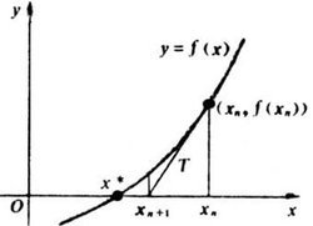 y
y = f (x)
(xₙ, f(xₙ))
T
x*
O
xₙ₊₁
xₙ
x